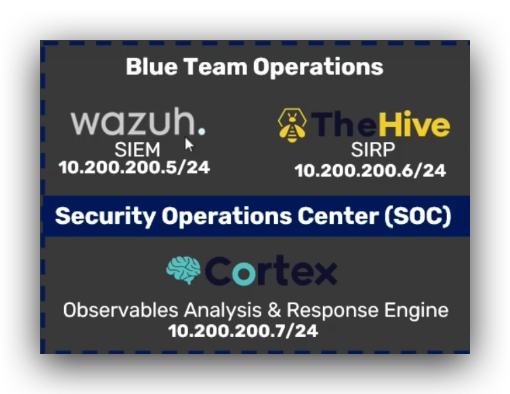 Blue Team Operations
wazuh.
SIEM
10.200.200.5/24
TheHive
SIRP
10.200.200.6/24
Security Operations Center (SOC)
Cortex
Observables Analysis & Response Engine
10.200.200.7/24